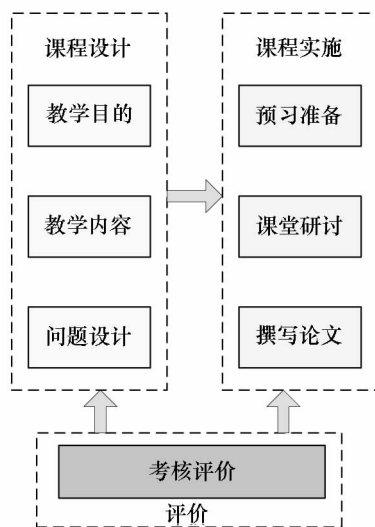 课程设计
教学目的
教学内容
问题设计
课程实施
预习准备
课堂研讨
撰写论文
考核评价
评价